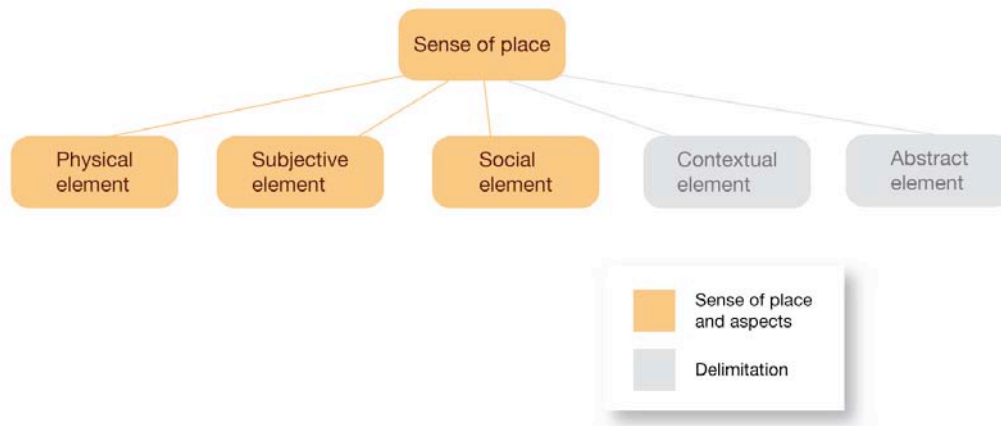 Sense of place
Physical
element
Subjective
element
Social
element
Contextual
element
Abstract
element
Sense of place
and aspects
Delimitation